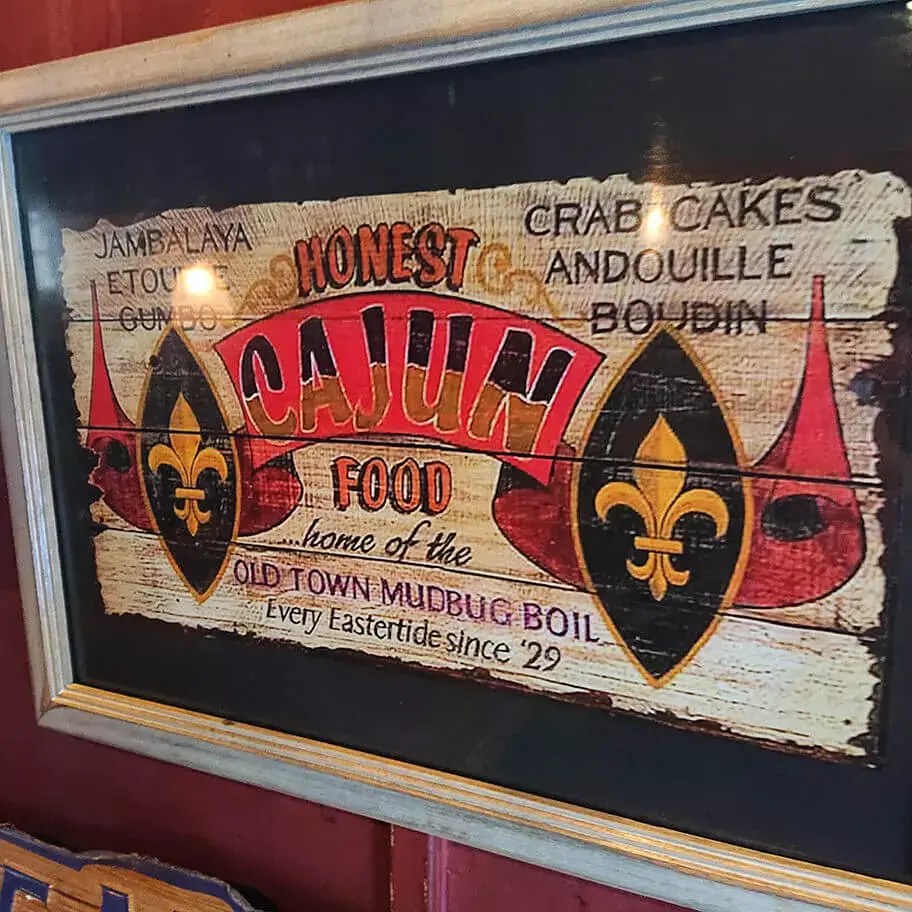 JAMBALAYA
GUMBO
HONEST
CRAB CAKES
ANDOUILLE
BOUDIN
CAJUN
FOOD
...home of the
OLD TOWN MUDBUG BOIL
Every Eastertide since '29